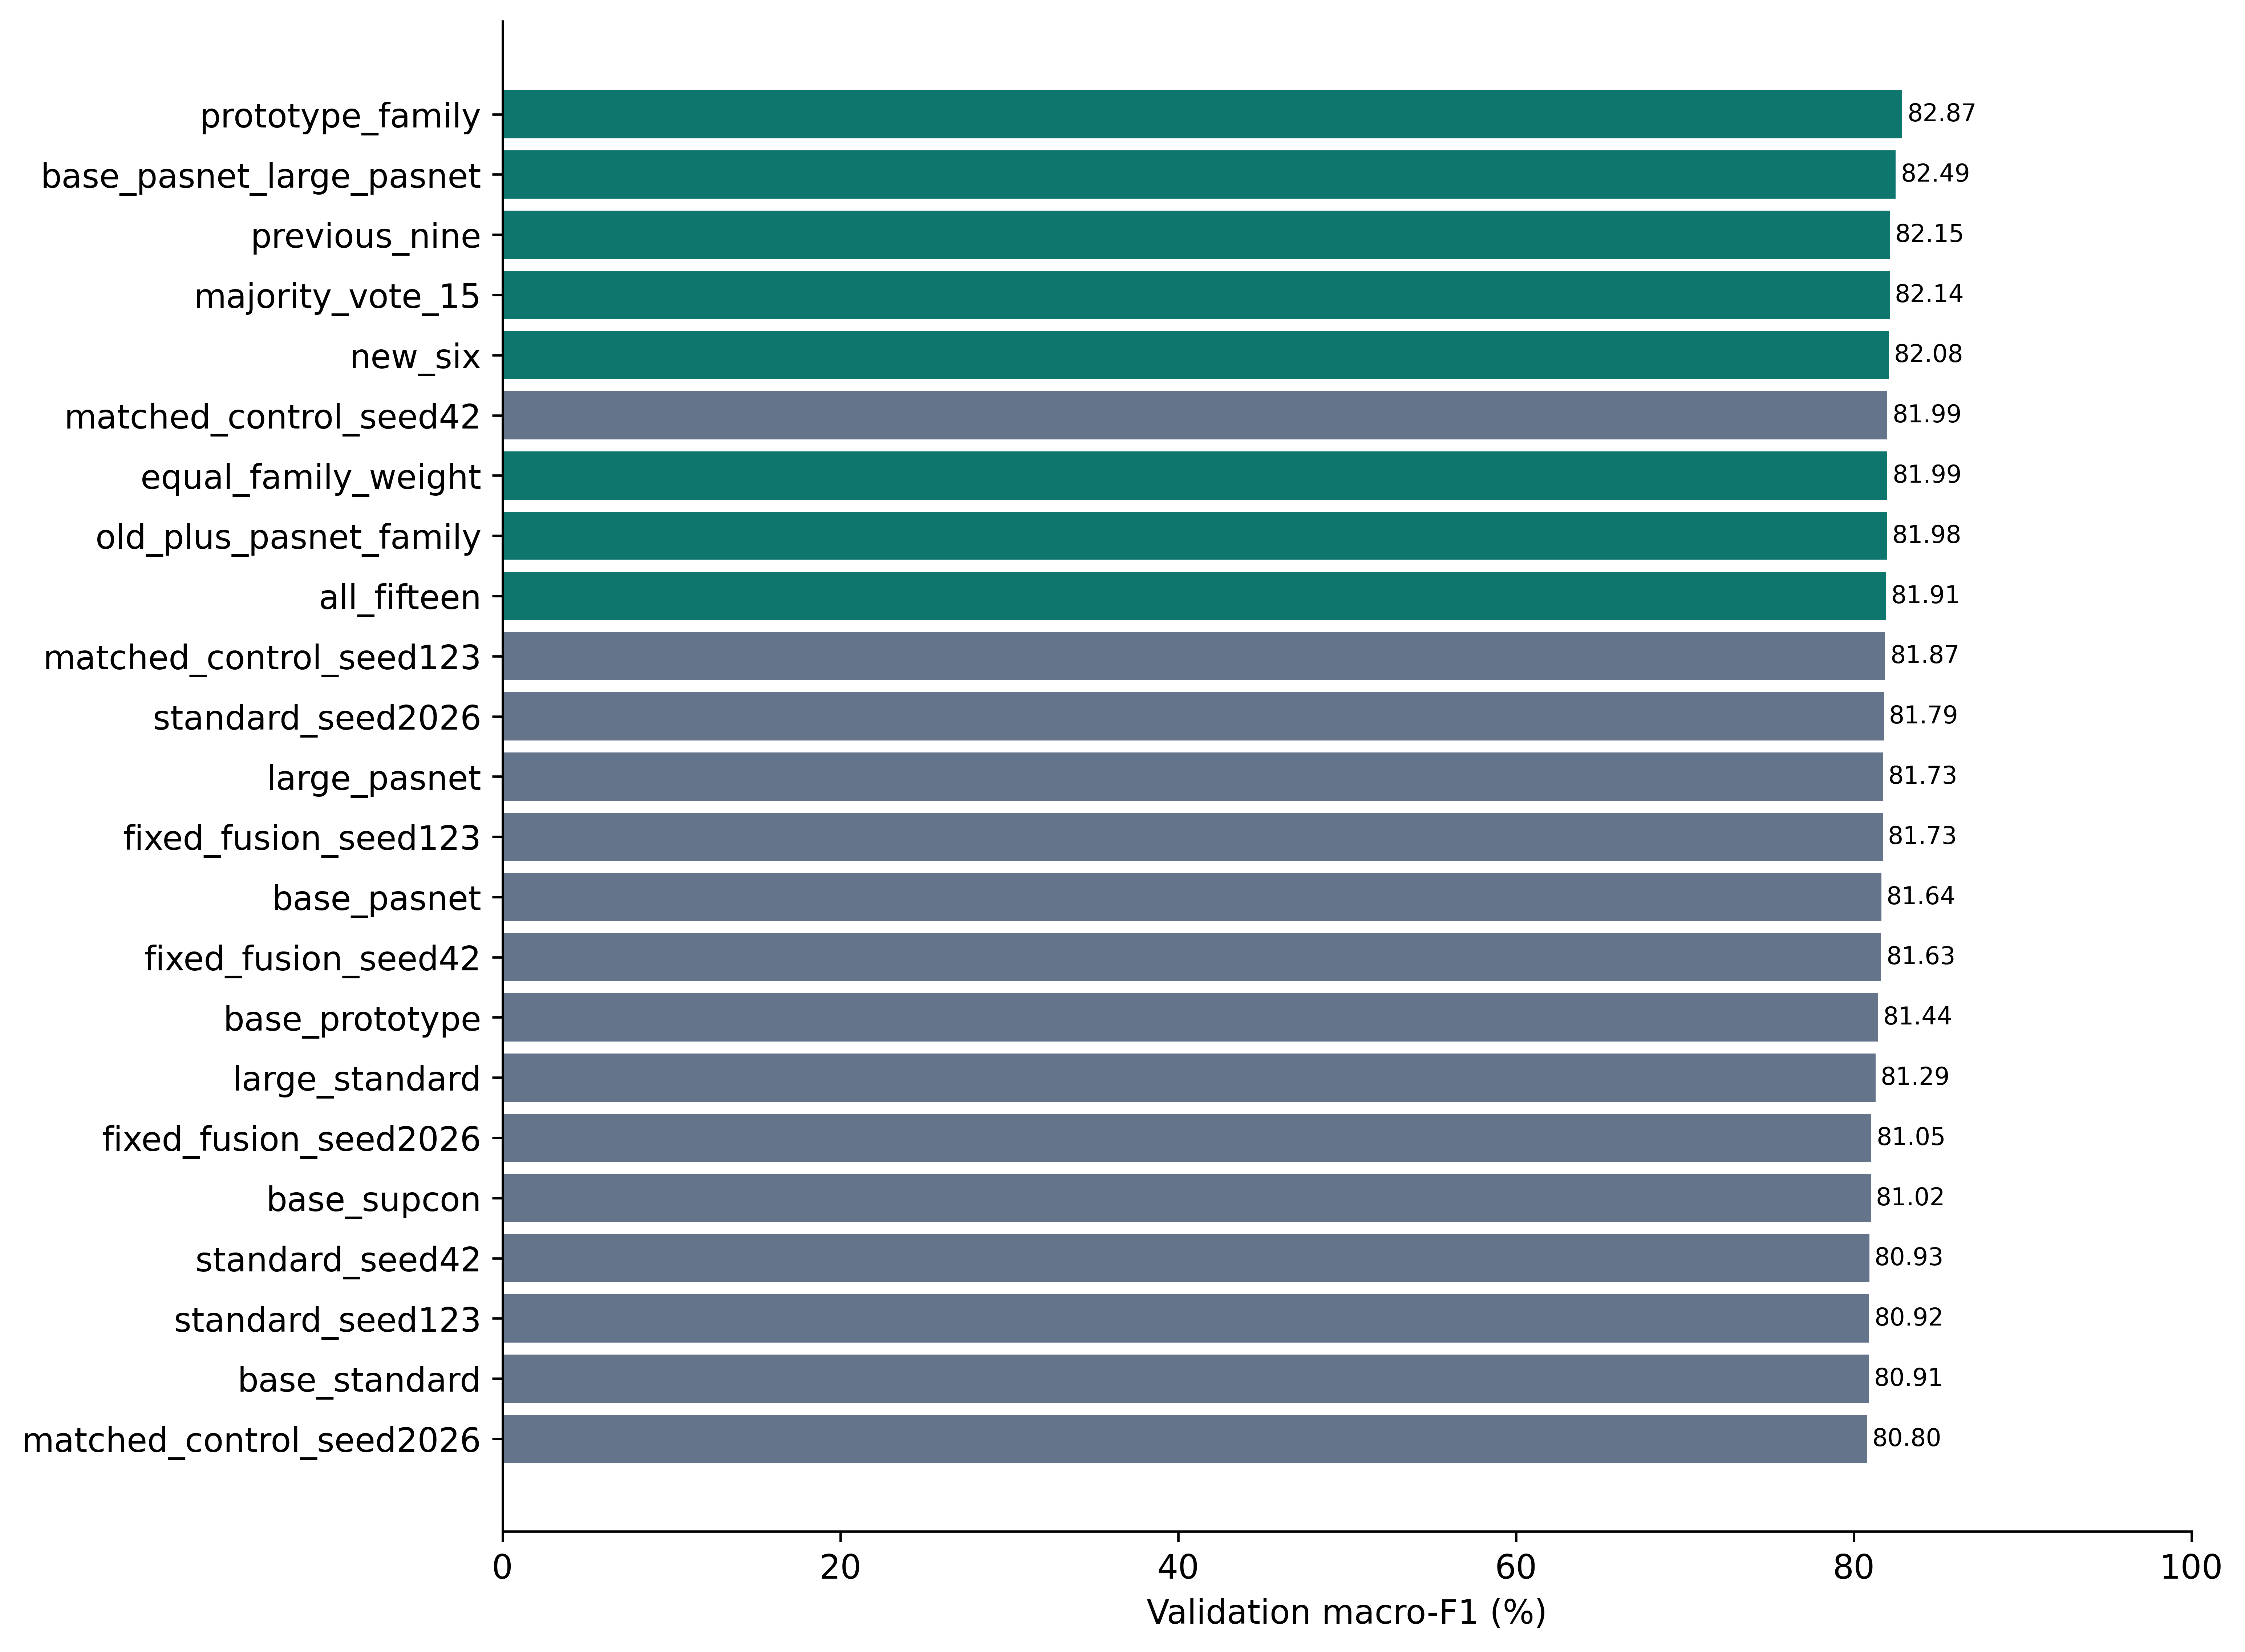 prototype_family 82.87
base_pasnet_large_pasnet 82.49
previous_nine 82.15
majority_vote_15 82.14
new_six 82.08
matched_control_seed42 81.99
equal_family_weight 81.99
old_plus_pasnet_family 81.98
all_fifteen 81.91
matched_control_seed123 81.87
standard_seed2026 81.79
large_pasnet 81.73
fixed_fusion_seed123 81.73
base_pasnet 81.64
fixed_fusion_seed42 81.63
base_prototype 81.44
large_standard 81.29
fixed_fusion_seed2026 81.05
base_supcon 81.02
standard_seed42 80.93
standard_seed123 80.92
base_standard 80.91
matched_control_seed2026 80.80
0 20 40 60 80 100
Validation macro-F1 (%)